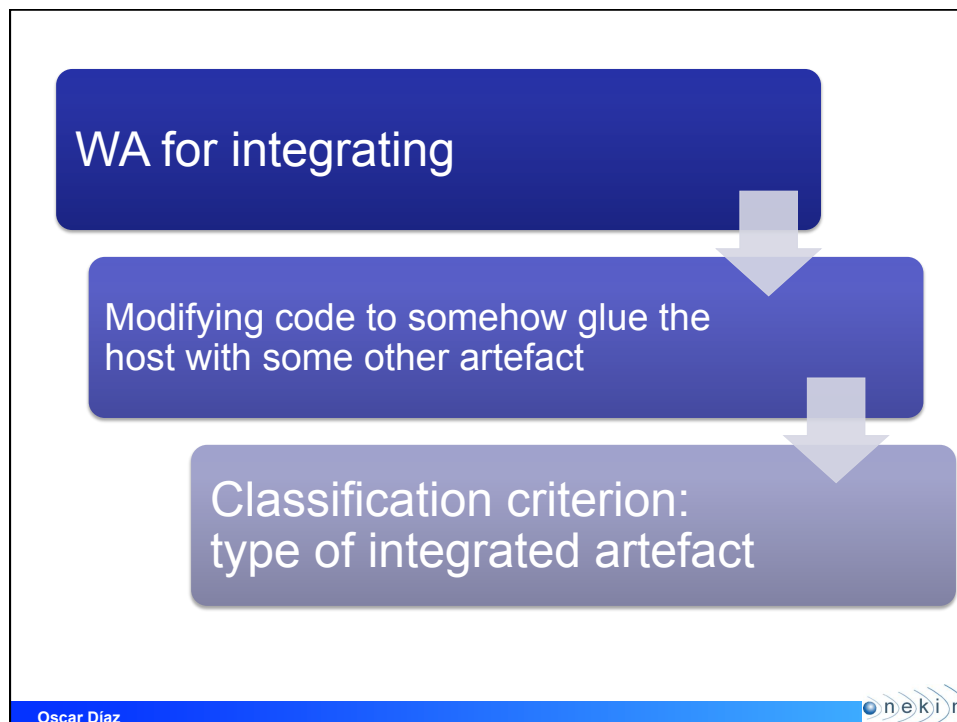 WA for integrating
Modifying code to somehow glue the
host with some other artefact
Classification criterion:
type of integrated artefact
Oscar Díaz
onekin